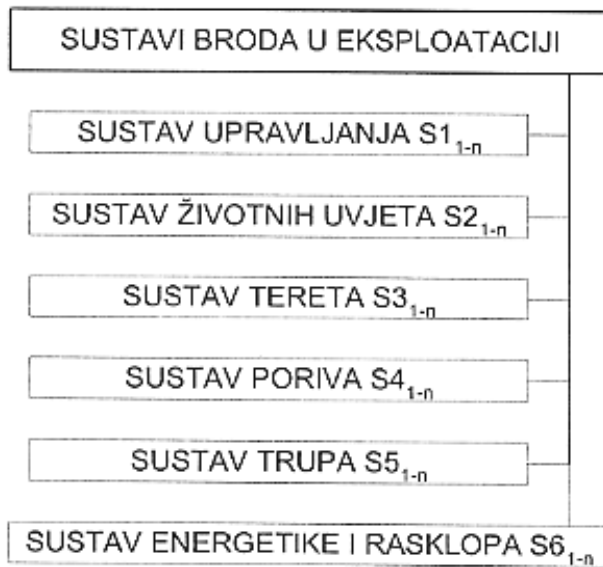 SUSTAVI BRODA U EKSPLOATACIJI
SUSTAV UPRAVLJANJA S1₁₋ₙ
SUSTAV ŽIVOTNIH UVJETA S2₁₋ₙ
SUSTAV TERETA S3₁₋ₙ
SUSTAV PORIVA S4₁₋ₙ
SUSTAV TRUPA S5₁₋ₙ
SUSTAV ENERGETIKE I RASKLOPA S6₁₋ₙ